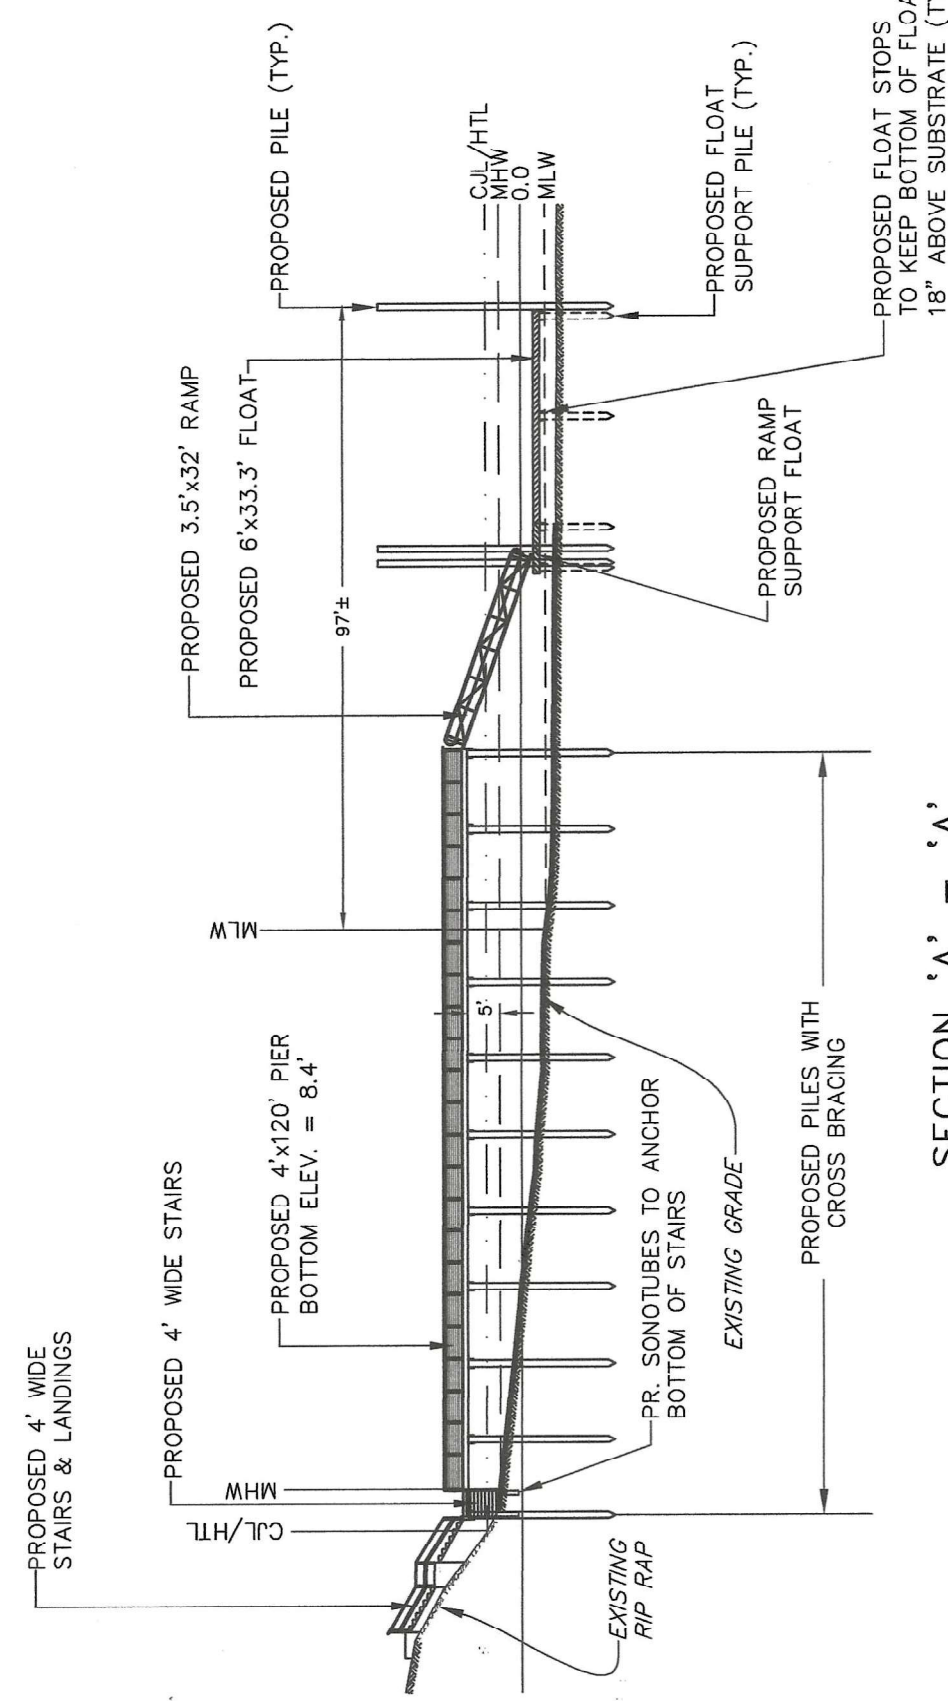 PROPOSED 4' WIDE
STAIRS & LANDINGS
PROPOSED 4' WIDE STAIRS
PROPOSED 4'x120' PIER
BOTTOM ELEV. = 8.4'
PROPOSED 3.5'x32' RAMP
PROPOSED 6'x33.3' FLOAT
PROPOSED PILE (TYP.)
97'±
CJL/HTL
MHW
MLW
5'
CJL/HTL
MHW
0.0
MLW
EXISTING
RIP RAP
PR. SONOTUBES TO ANCHOR
BOTTOM OF STAIRS
EXISTING GRADE
PROPOSED PILES WITH
CROSS BRACING
PROPOSED RAMP
SUPPORT FLOAT
PROPOSED FLOAT
SUPPORT PILE (TYP.)
PROPOSED FLOAT STOPS
TO KEEP BOTTOM OF
18" ABOVE SUBSTRATE
SECTION 'A' - 'A'